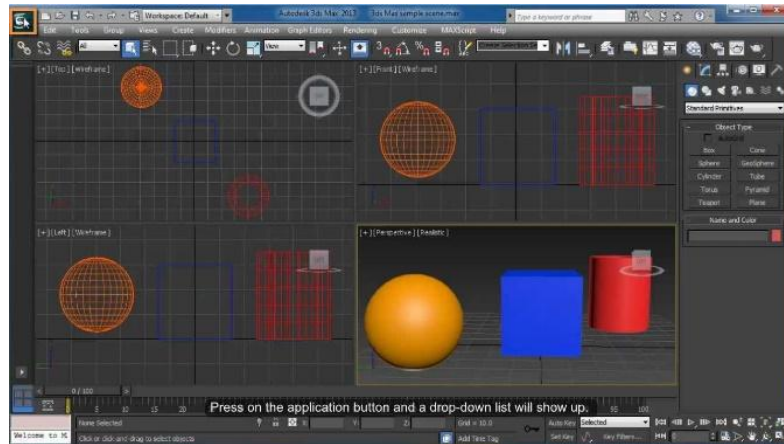 Workspace: Default
Autodesk 3ds Max 2013
3ds Max sample scene.max
Type a keyword or phrase
Edit Tools Group Views Create Modifiers Animation Graph Editors Rendering Customize MAXScript Help
All
View
[+][Top][Wireframe]
[+][Front][Wireframe]
Standard Primitives
Object Type
Box Cone
Sphere GeoSphere
Cylinder Tube
Torus Pyramid
Teapot Plane
Name and Color
[+][Left][Wireframe]
[+][Perspective][Realistic]
0 / 100
Press on the application button and a drop-down list will show up.
None Selected
X: Y: Z:
Grid = 10.0
Auto Key Selected
Welcome to M
Click or click-and-drag to select objects
Add Time Tag
Set Key Key Filters...